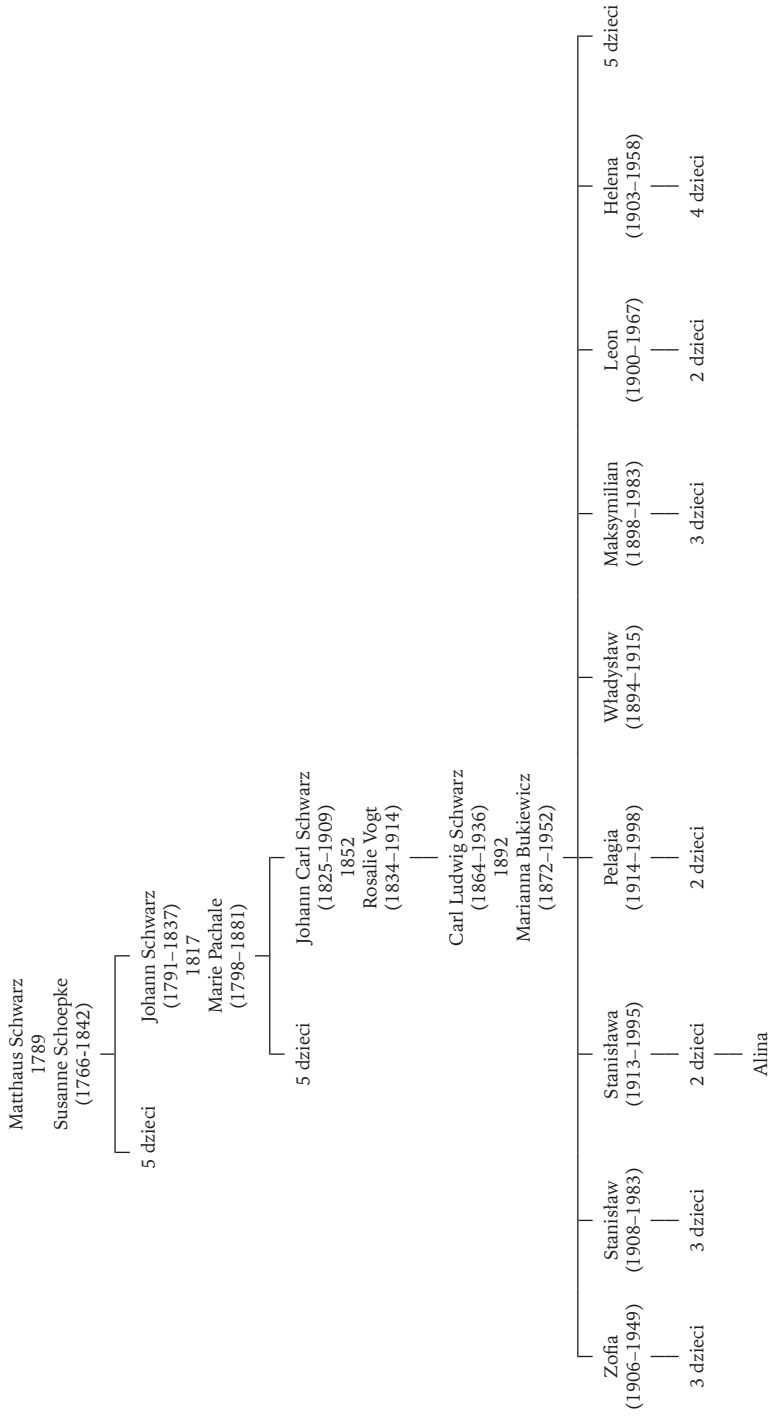 Matthaus Schwarz
1789
Susanne Schoepke
(1766-1842)
5 dzieci
Johann Schwarz
(1791–1837)
1817
Marie Pachale
(1798–1881)
5 dzieci
Johann Carl Schwarz
(1825–1909)
1852
Rosalie Vogt
(1834–1914)
Carl Ludwig Schwarz
(1864–1936)
1892
Marianna Bukiewicz
(1872–1952)
Zofia
(1906–1949)
3 dzieci
Stanisław
(1908–1983)
3 dzieci
Stanisława
(1913–1995)
2 dzieci
Alina
Pelagia
(1914–1998)
2 dzieci
Władysław
(1894–1915)
Maksymilian
(1898–1983)
3 dzieci
Leon
(1900–1967)
2 dzieci
Helena
(1903–1958)
4 dzieci
5 dzieci